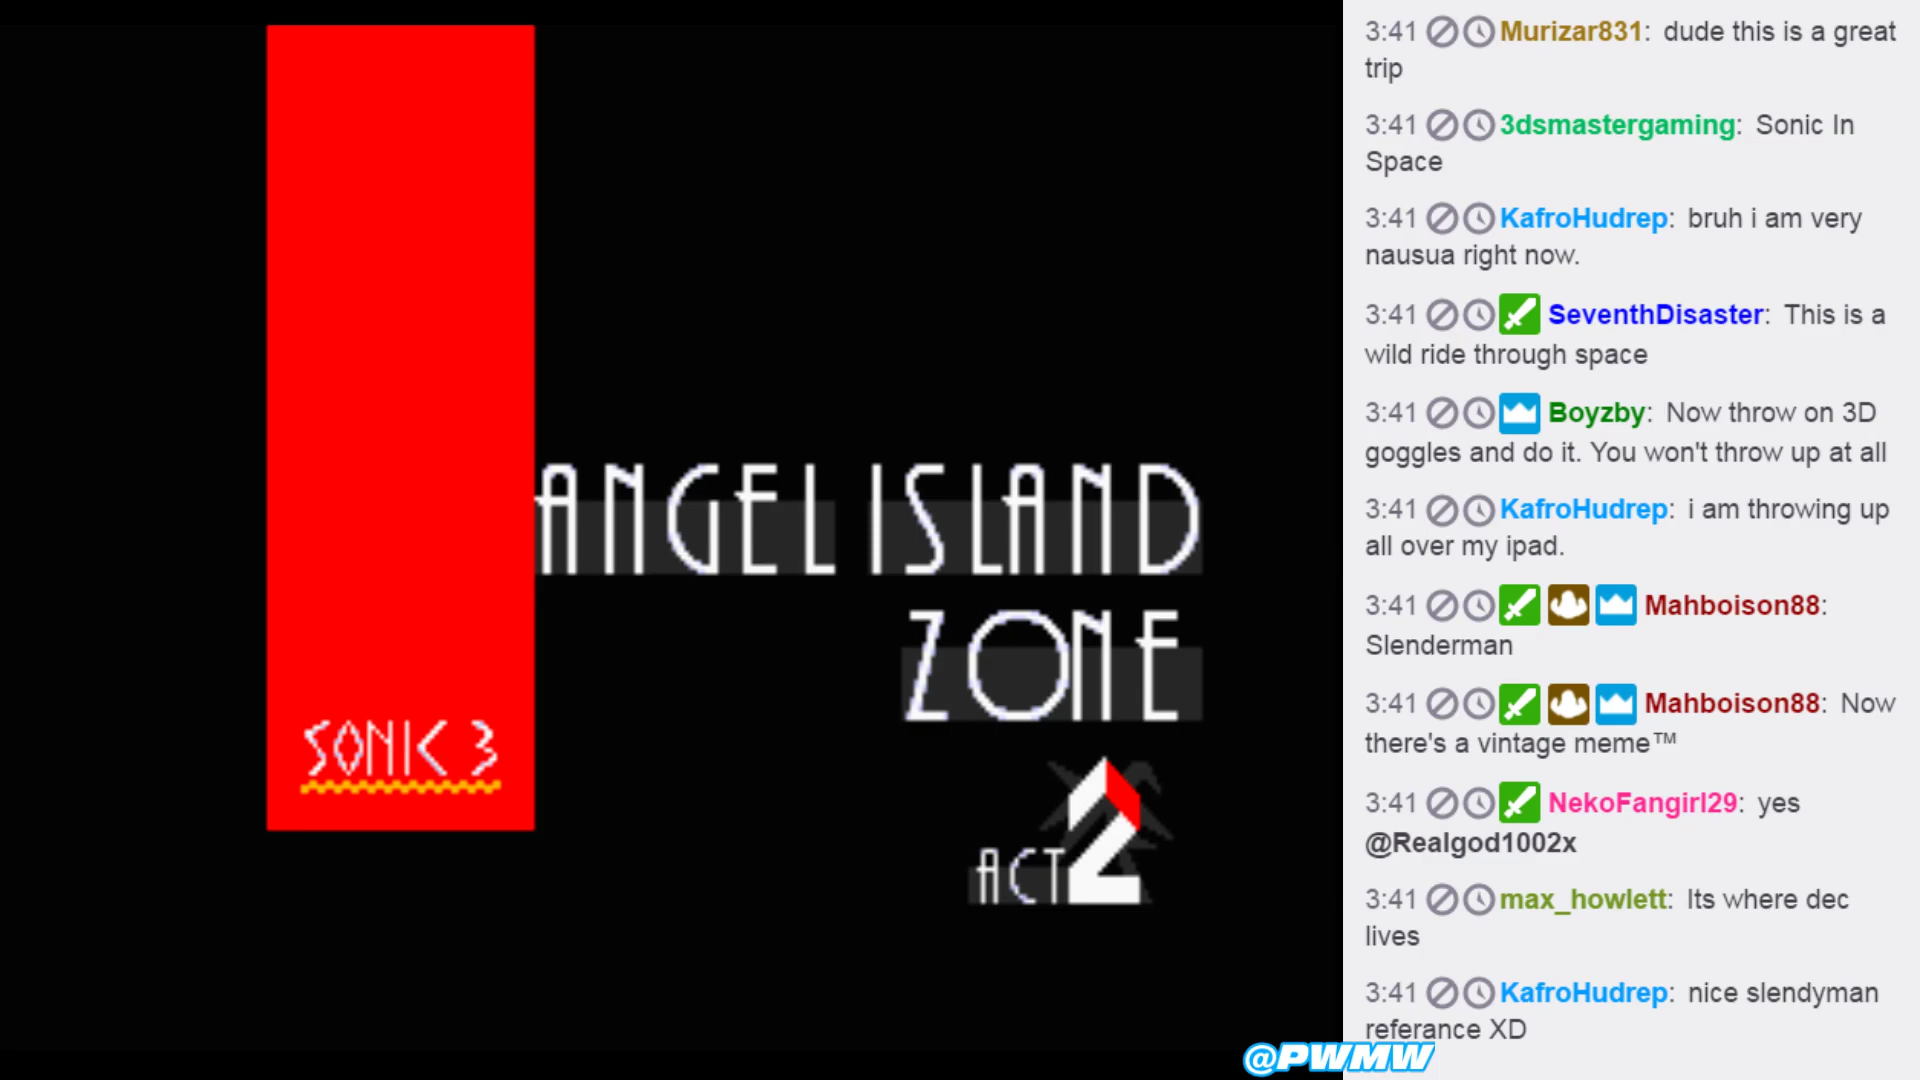 SONIC 3
ANGEL ISLAND
ZONE
ACT 2
3:41 Murizar831: dude this is a great
trip
3:41 3dsmastergaming: Sonic In
Space
3:41 KafroHudrep: bruh i am very
nausua right now.
3:41 SeventhDisaster: This is a
wild ride through space
3:41 Boyzby: Now throw on 3D
goggles and do it. You won't throw up at all
3:41 KafroHudrep: i am throwing up
all over my ipad.
3:41 Mahboison88:
Slenderman
3:41 Mahboison88: Now
there's a vintage meme™
3:41 NekoFangirl29: yes
@Realgod1002x
3:41 max_howlett: Its where dec
lives
3:41 KafroHudrep: nice slendyman
referance XD
@PWMW